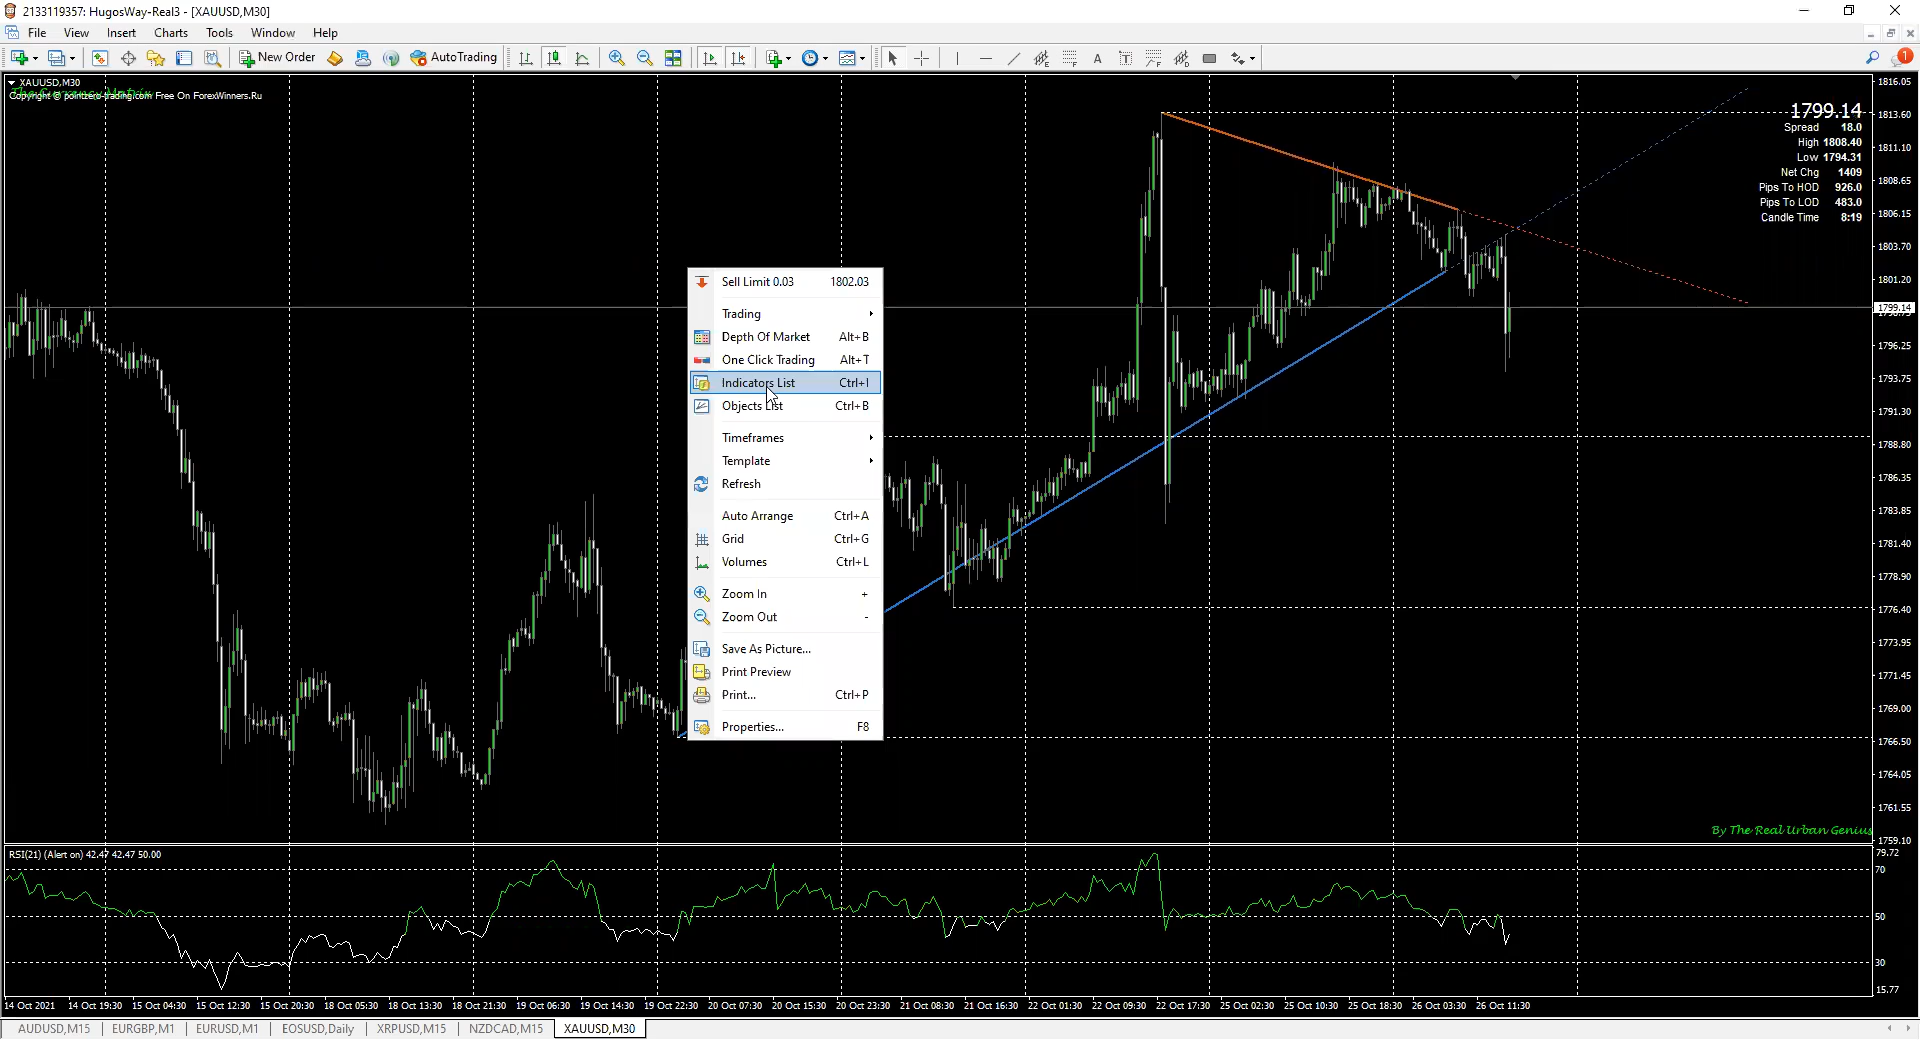 2133119357: HugosWay-Real3 - [XAUUSD,M30]
File View Insert Charts Tools Window Help
New Order AutoTrading
1
XAUUSD,M30
The Currency Matrix
Copyright © pointzero-trading.com Free On ForexWinners.Ru
1799.14
Spread 18.0
High 1808.40
Low 1794.31
Net Chg 1409
Pips To HOD 926.0
Pips To LOD 483.0
Candle Time 8:19
1816.05
1813.60
1811.10
1808.65
1806.15
1803.70
1801.20
1799.14
1798.75
1796.25
1793.75
1791.30
1788.80
1786.35
1783.85
1781.40
1778.90
1776.40
1773.95
1771.45
1769.00
1766.50
1764.05
1761.55
1759.10
Sell Limit 0.03 1802.03
Trading
Depth Of Market Alt+B
One Click Trading Alt+T
Indicators List Ctrl+I
Objects List Ctrl+B
Timeframes
Template
Refresh
Auto Arrange Ctrl+A
Grid Ctrl+G
Volumes Ctrl+L
Zoom In +
Zoom Out -
Save As Picture...
Print Preview
Print... Ctrl+P
Properties... F8
By The Real Urban Genius
RSI(21) (Alert on) 42.47 42.47 50.00
79.72
70
50
30
15.77
14 Oct 2021 14 Oct 19:30 15 Oct 04:30 15 Oct 12:30 15 Oct 20:30 18 Oct 05:30 18 Oct 13:30 18 Oct 21:30 19 Oct 06:30 19 Oct 14:30 19 Oct 22:30 20 Oct 07:30 20 Oct 15:30 20 Oct 23:30 21 Oct 08:30 21 Oct 16:30 22 Oct 01:30 22 Oct 09:30 22 Oct 17:30 25 Oct 02:30 25 Oct 10:30 25 Oct 18:30 26 Oct 03:30 26 Oct 11:30
AUDUSD,M15 EURGBP,M1 EURUSD,M1 EOSUSD,Daily XRPUSD,M15 NZDCAD,M15 XAUUSD,M30